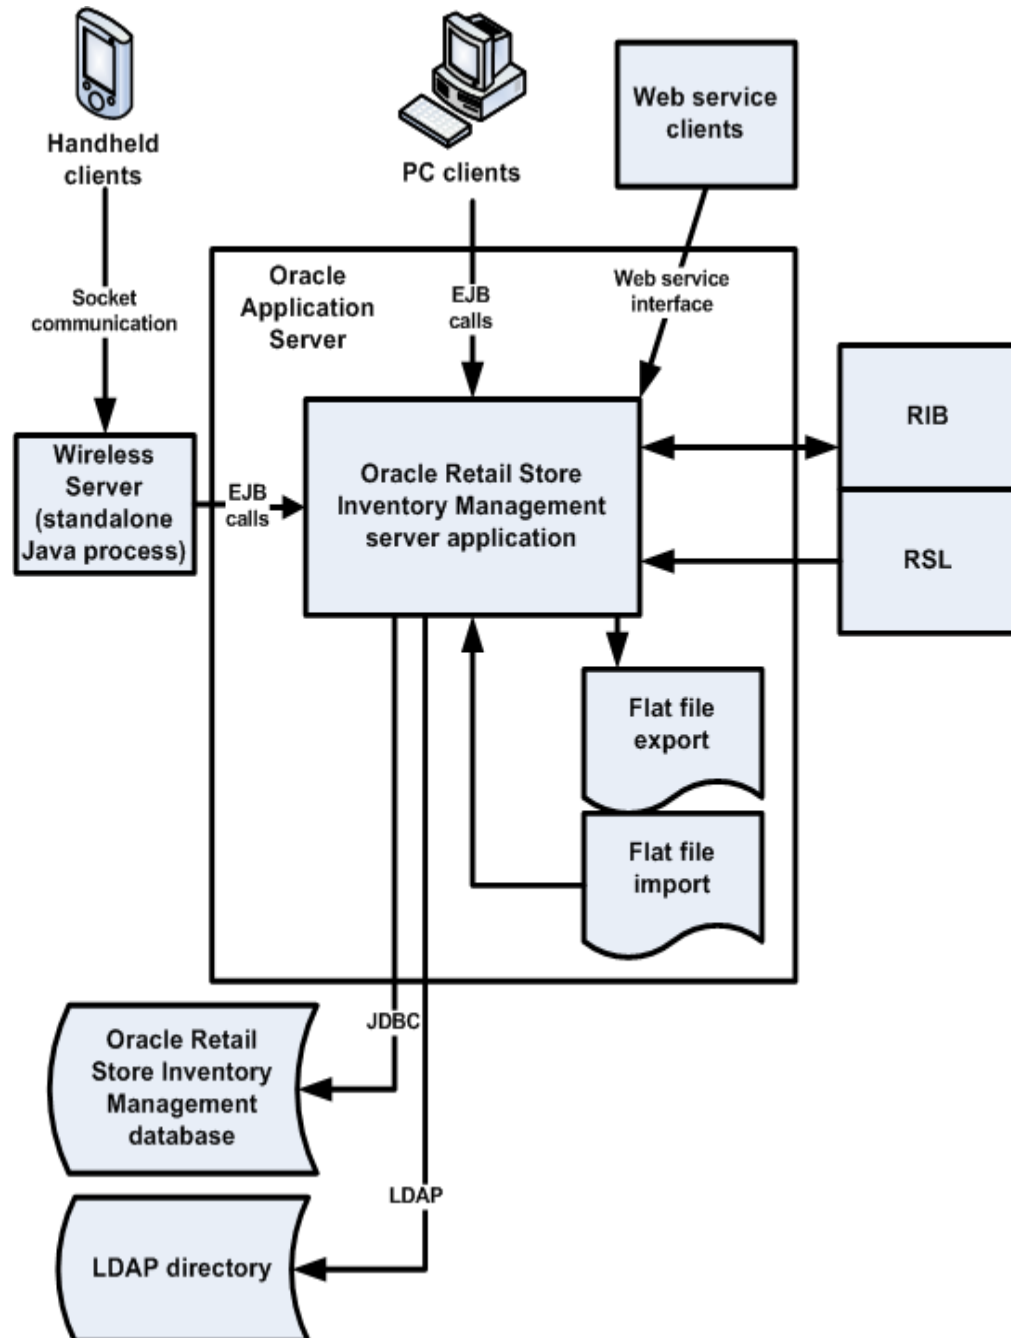 Handheld
clients
PC clients
Web service
clients
Socket
communication
Oracle
Application
Server
EJB
calls
Web service
interface
Wireless
Server
(standalone
Java process)
EJB
calls
Oracle Retail Store
Inventory Management
server application
RIB
RSL
Flat file
export
Flat file
import
JDBC
Oracle Retail
Store Inventory
Management
database
LDAP
LDAP directory